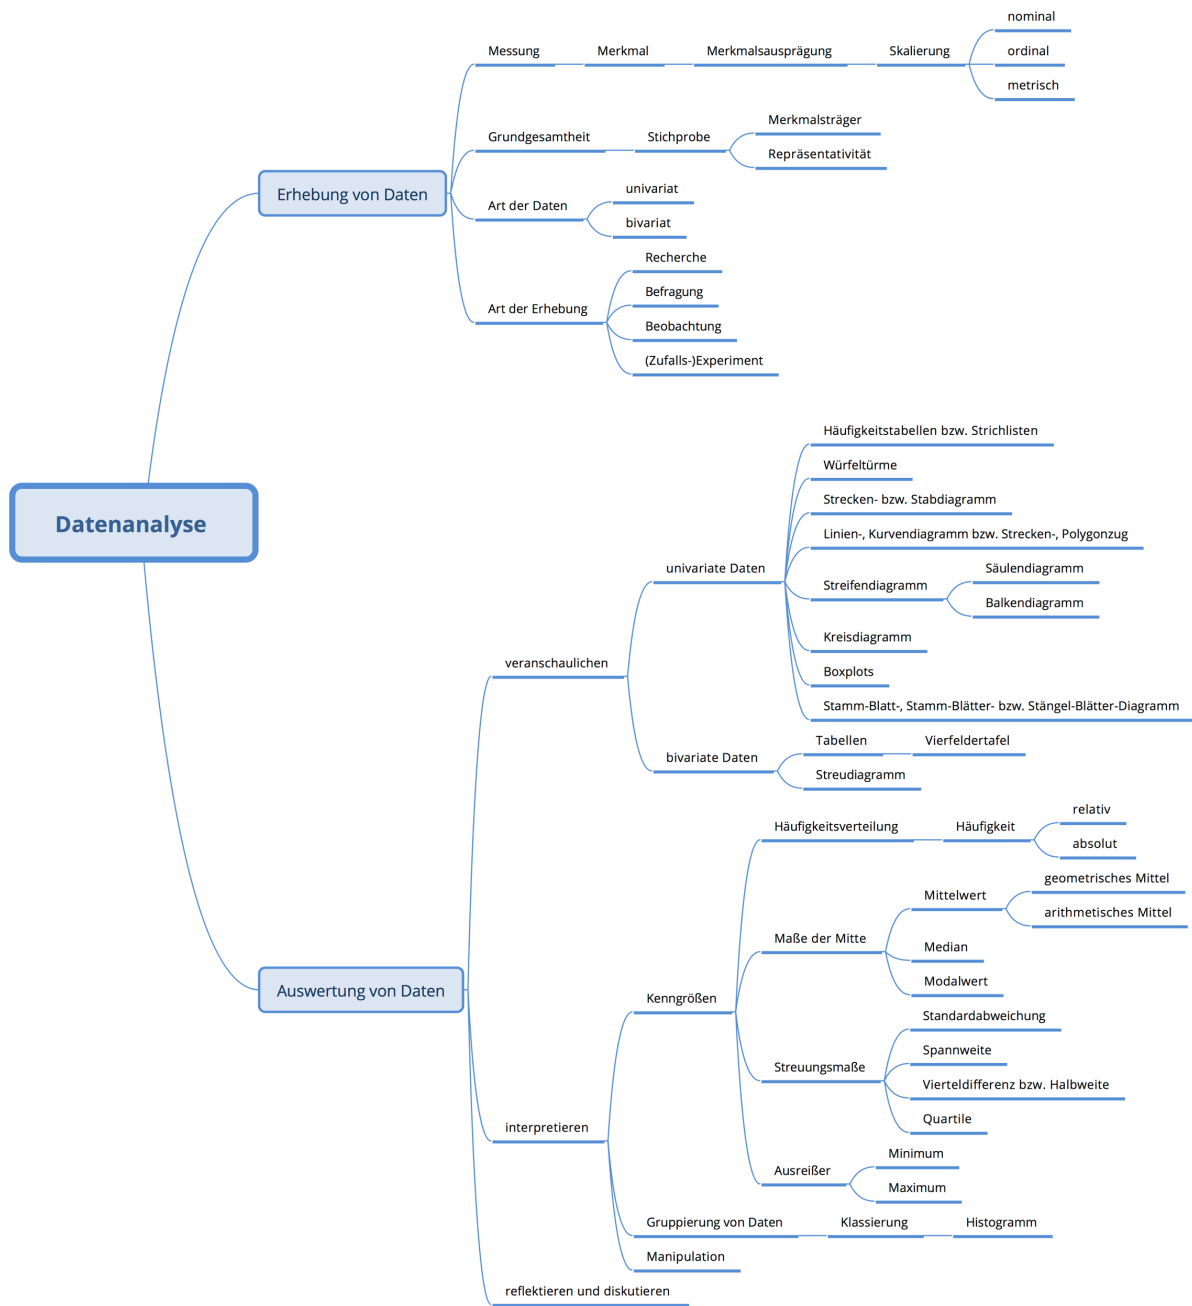 Datenanalyse
Erhebung von Daten
Messung
Merkmal
Merkmalsausprägung
Skalierung
nominal
ordinal
metrisch
Grundgesamtheit
Stichprobe
Merkmalsträger
Repräsentativität
Art der Daten
univariat
bivariat
Art der Erhebung
Recherche
Befragung
Beobachtung
(Zufalls-)Experiment
Auswertung von Daten
veranschaulichen
univariate Daten
Häufigkeitstabellen bzw. Strichlisten
Würfeltürme
Strecken- bzw. Stabdiagramm
Linien-, Kurvendiagramm bzw. Strecken-, Polygonzug
Streifendiagramm
Säulendiagramm
Balkendiagramm
Kreisdiagramm
Boxplots
Stamm-Blatt-, Stamm-Blätter- bzw. Stängel-Blätter-Diagramm
bivariate Daten
Tabellen
Vierfeldertafel
Streudiagramm
interpretieren
Kenngrößen
Häufigkeitsverteilung
Häufigkeit
relativ
absolut
Maße der Mitte
Mittelwert
geometrisches Mittel
arithmetisches Mittel
Median
Modalwert
Streuungsmaße
Standardabweichung
Spannweite
Vierteldifferenz bzw. Halbweite
Quartile
Ausreißer
Minimum
Maximum
Gruppierung von Daten
Klassierung
Histogramm
Manipulation
reflektieren und diskutieren